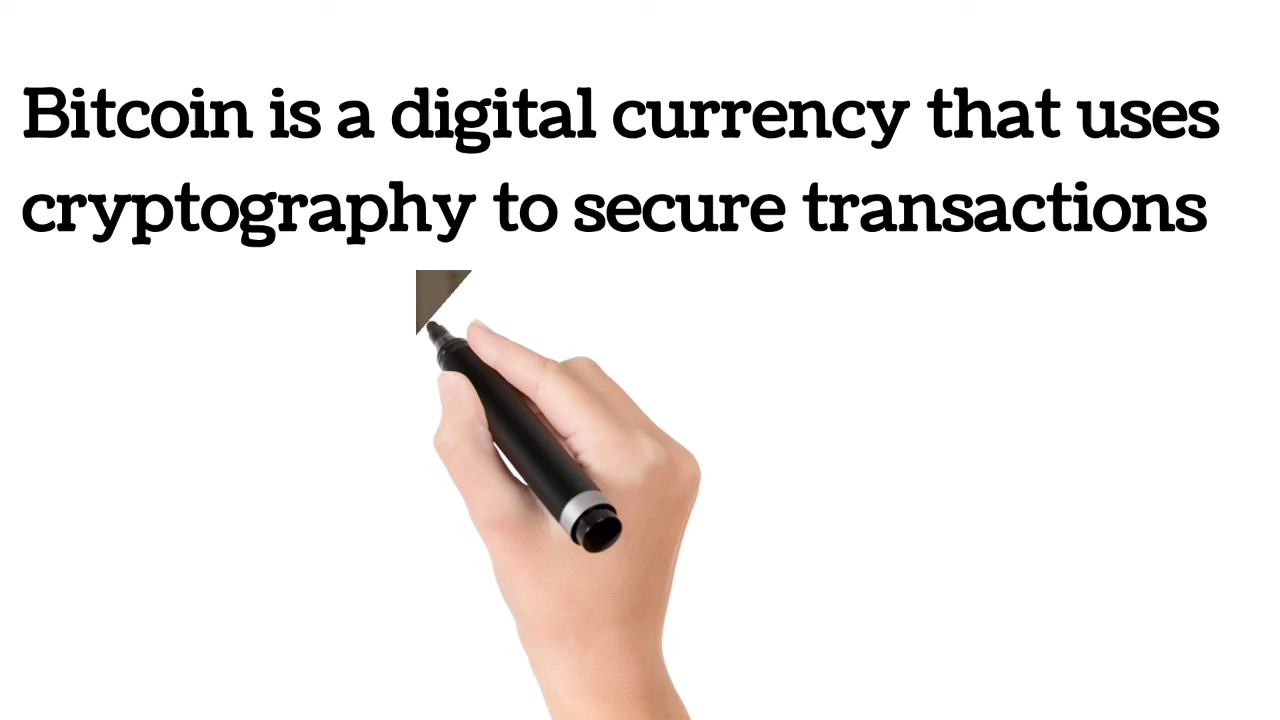 Bitcoin is a digital currency that uses
cryptography to secure transactions